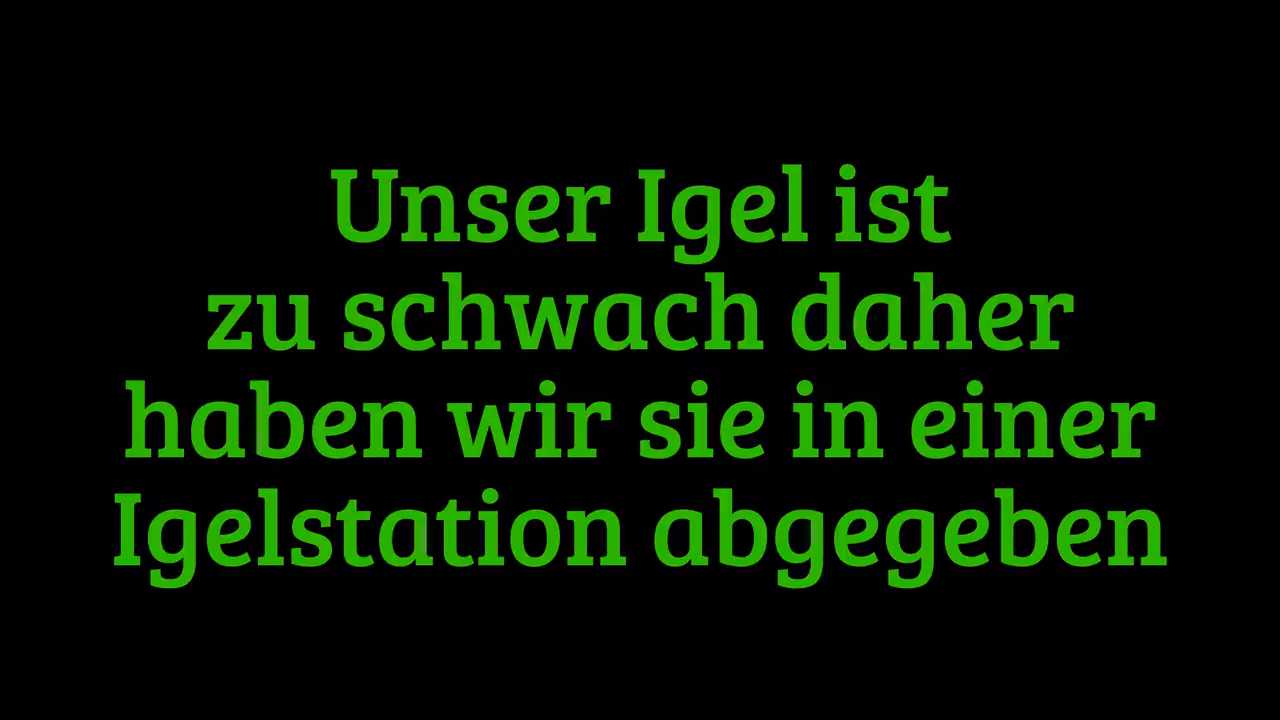 Unser Igel ist
zu schwach daher
haben wir sie in einer
Igelstation abgegeben